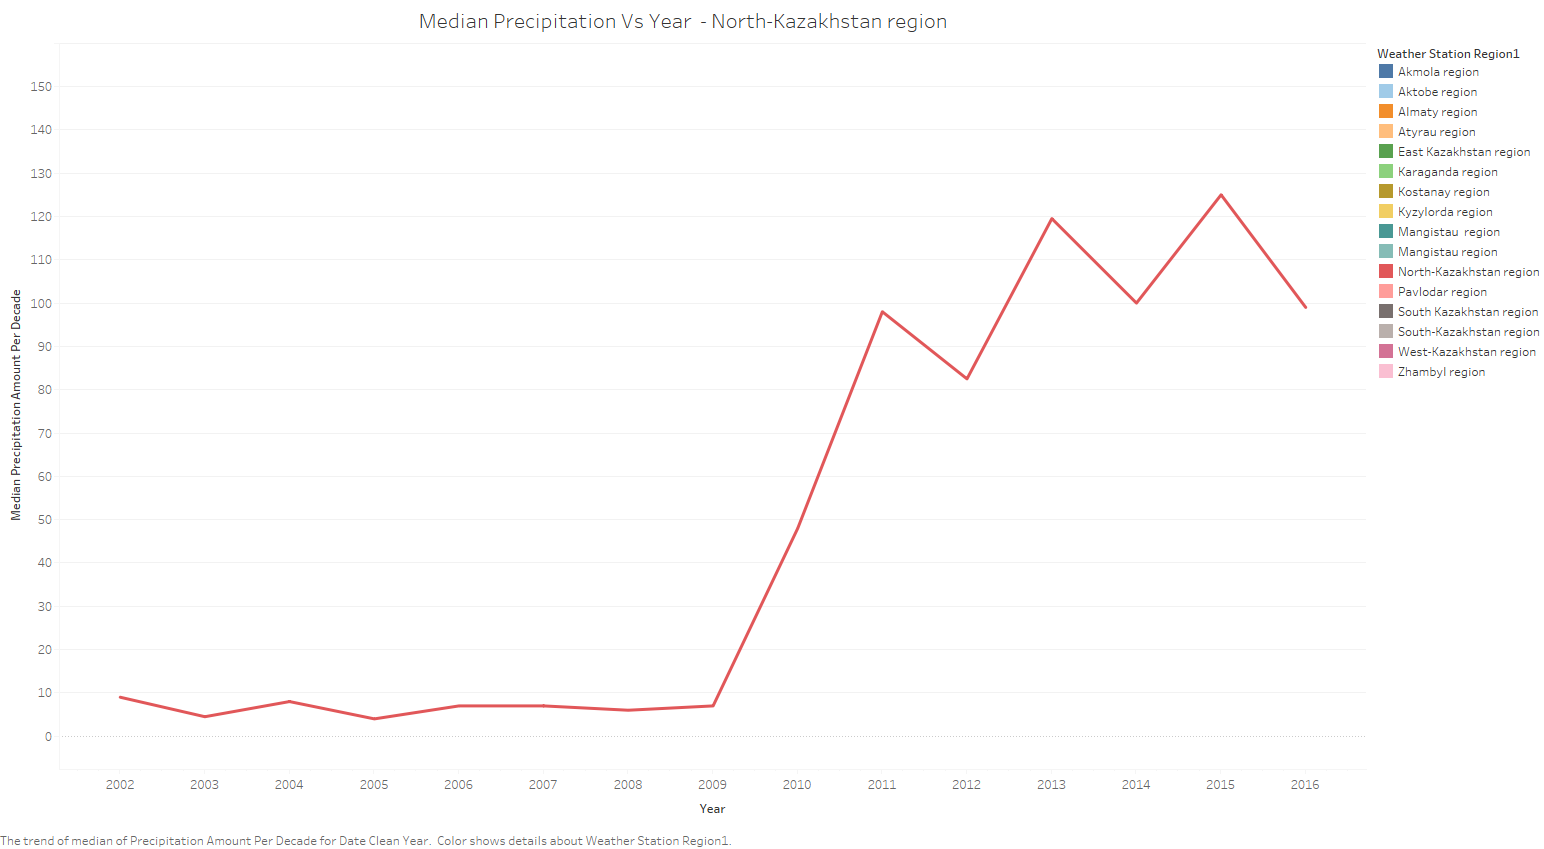 Median Precipitation Vs Year  - North-Kazakhstan region
Weather Station Region1
Akmola region
Aktobe region
Almaty region
Atyrau region
East Kazakhstan region
Karaganda region
Kostanay region
Kyzylorda region
Mangistau  region
Mangistau region
North-Kazakhstan region
Pavlodar region
South Kazakhstan region
South-Kazakhstan region
West-Kazakhstan region
Zhambyl region
Median Precipitation Amount Per Decade
150
140
130
120
110
100
90
80
70
60
50
40
30
20
10
0
2002 2003 2004 2005 2006 2007 2008 2009 2010 2011 2012 2013 2014 2015 2016
Year
The trend of median of Precipitation Amount Per Decade for Date Clean Year.  Color shows details about Weather Station Region1.